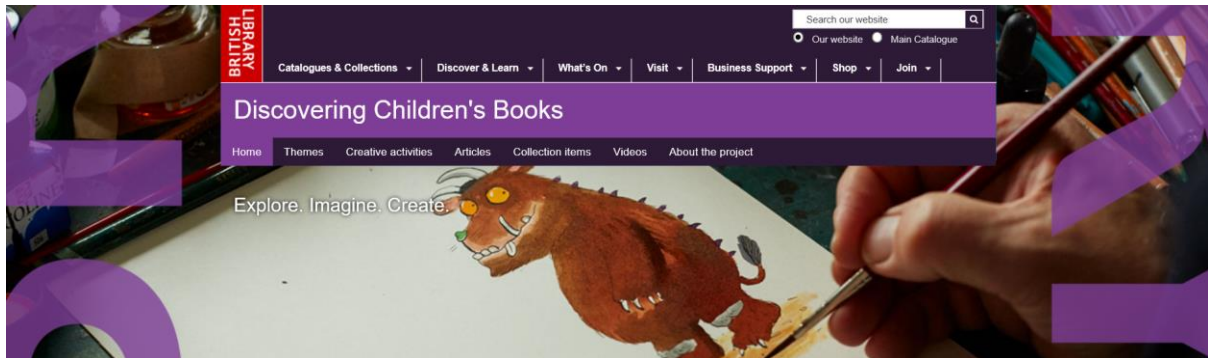 LIBRARY
BRITISH
Search our website
Our website Main Catalogue
Catalogues & Collections Discover & Learn What's On Visit Business Support Shop Join
Discovering Children's Books
Home Themes Creative activities Articles Collection items Videos About the project
Explore. Imagine. Create.